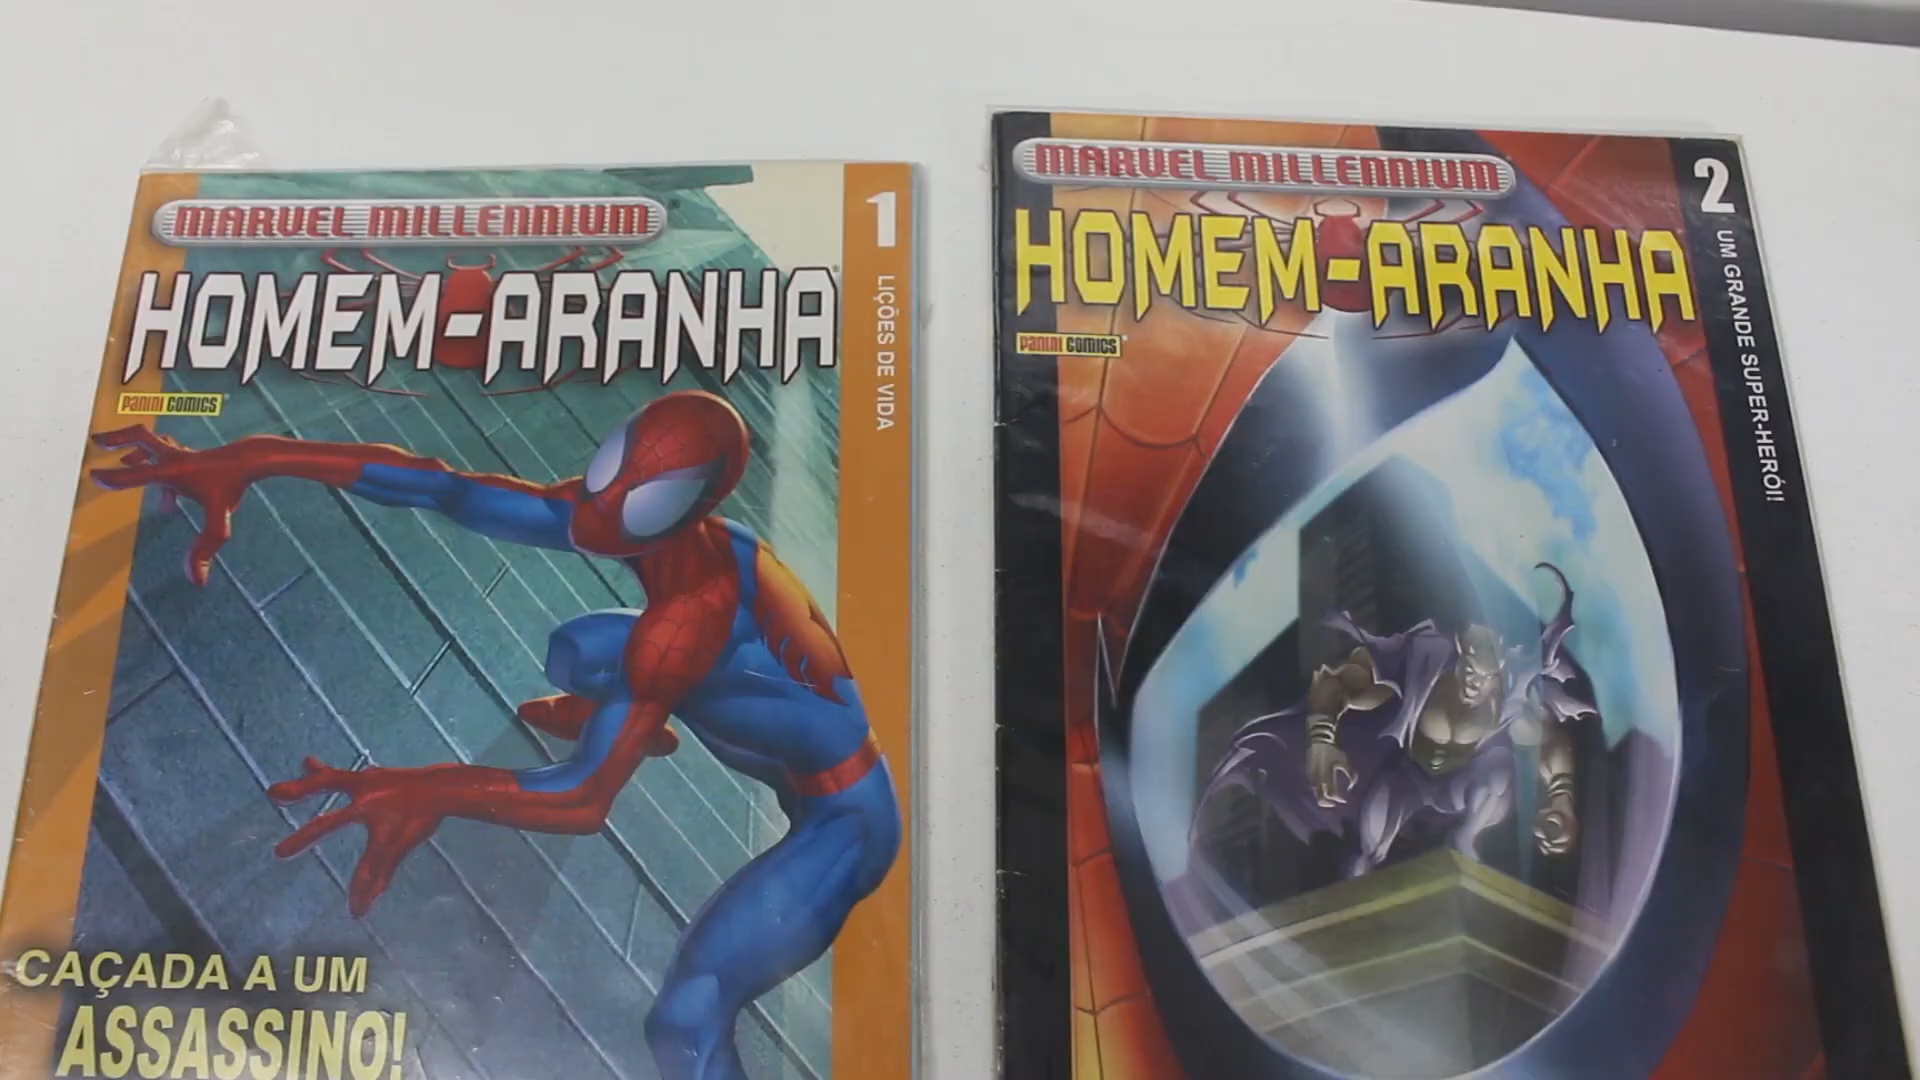 MARVEL MILLENNIUM
HOMEM-ARANHA
PANINI COMICS
1
LIÇÕES DE VIDA
CAÇADA A UM
ASSASSINO!
MARVEL MILLENNIUM
HOMEM-ARANHA
PANINI COMICS
2
UM GRANDE SUPER-HERÓI!